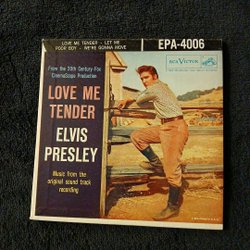 LOVE ME TENDER - LET ME
POOR BOY - WE'RE GONNA MOVE
EPA-4006
From the 20th Century-Fox
CinemaScope Production
RCA VICTOR
LOVE ME
TENDER
ELVIS
PRESLEY
Music from the
original sound track
recording